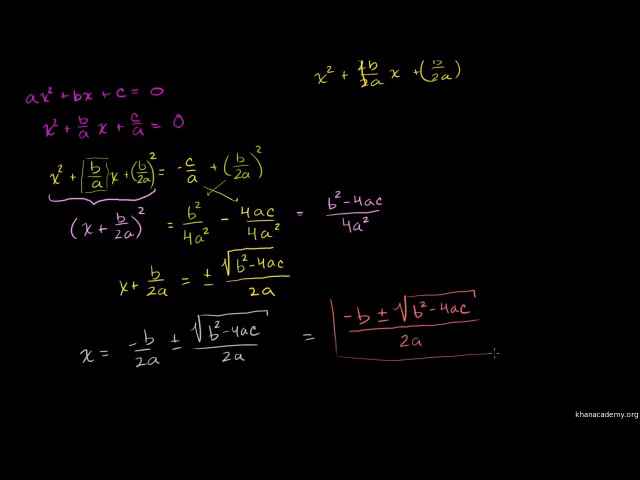 x² + 2b/2a x + (b/2a)
ax² + bx + c = 0
x² + b/a x + c/a = 0
x² + b/a x + (b/2a)² = -c/a + (b/2a)²
(x + b/2a)² = b²/4a² - 4ac/4a² = b²-4ac/4a²
x + b/2a = ± √b²-4ac/2a
x = -b/2a ± √b²-4ac/2a = -b ± √b²-4ac/2a
khanacademy.org